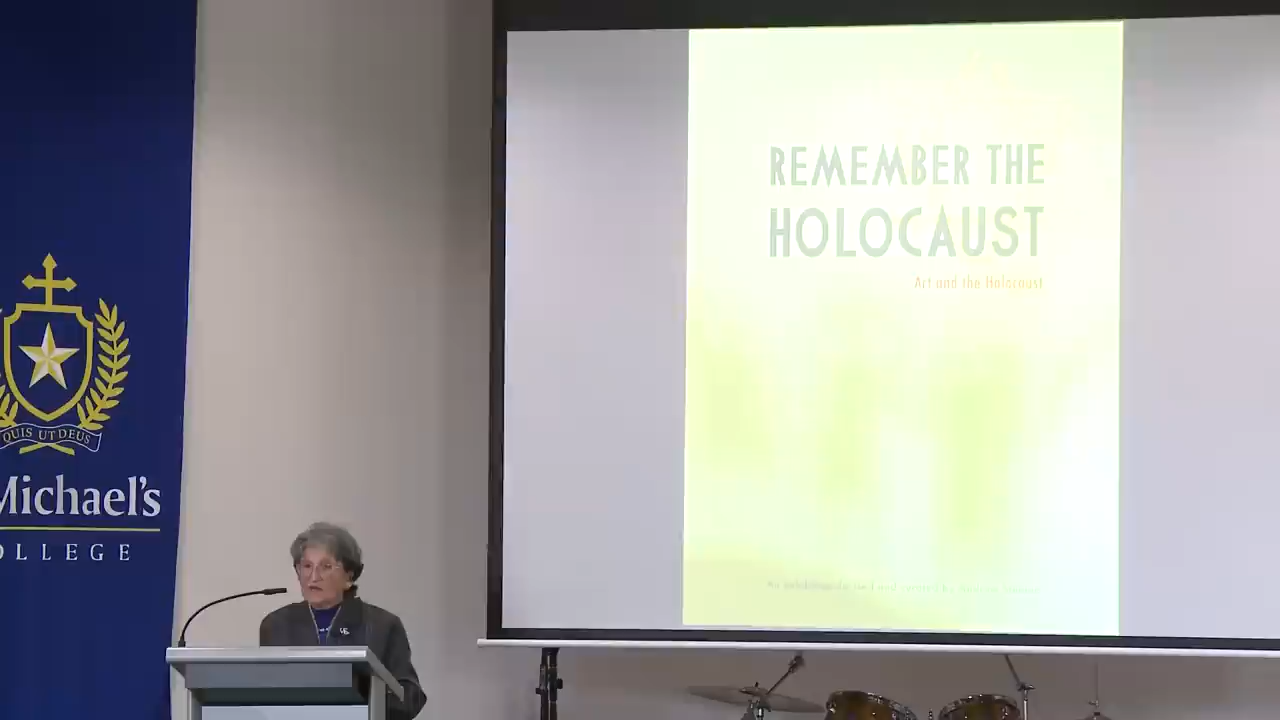 REMEMBER THE
HOLOCAUST
Art and the Holocaust
QUIS UT DEUS
Michael's
OLLEGE